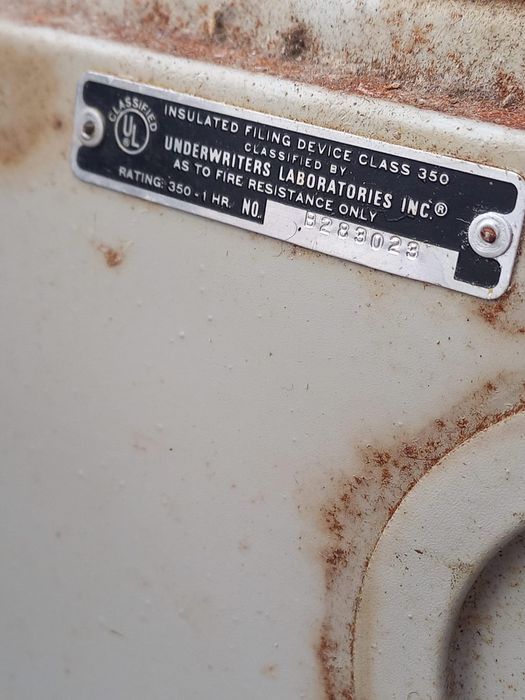 CLASSIFIED
UL®
INSULATED FILING DEVICE CLASS 350
CLASSIFIED BY
UNDERWRITERS LABORATORIES INC.®
AS TO FIRE RESISTANCE ONLY
RATING: 350-1 HR. NO. B283023